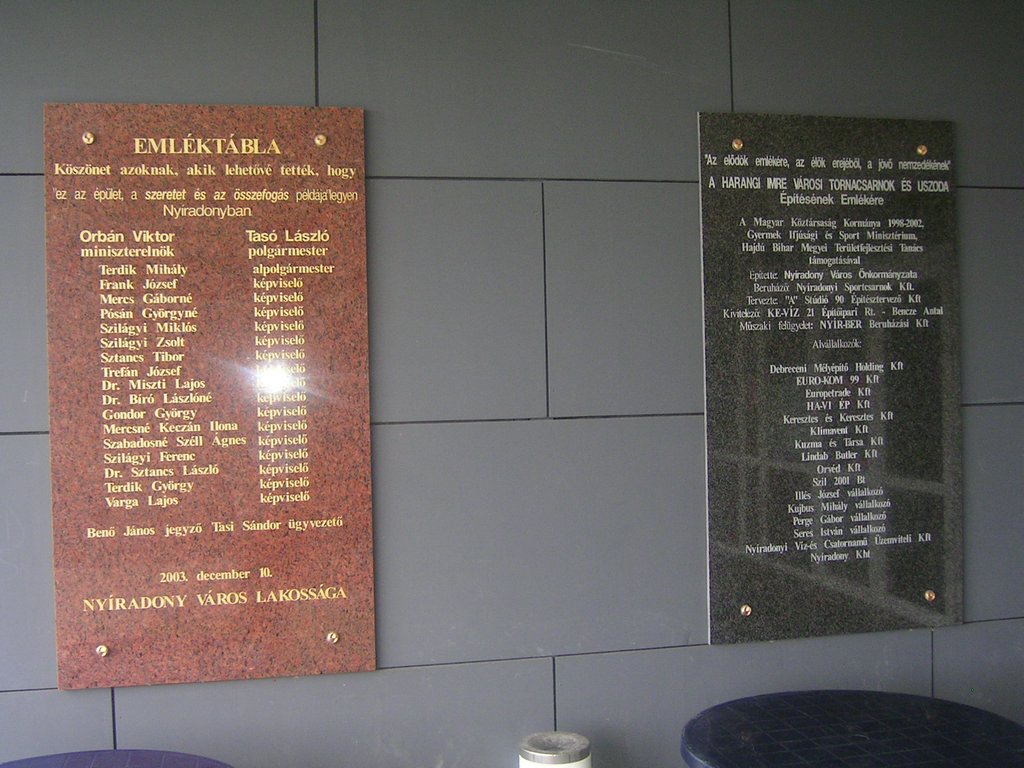 EMLÉKTÁBLA
Köszönet azoknak, akik lehetővé tették, hogy
"ez az épület, a szeretet és az összefogás példája legyen
Nyíradonyban.
Orbán Viktor Tasó László
miniszterelnök polgármester
Terdik Mihály alpolgármester
Frank József képviselő
Mercs Gáborné képviselő
Pósán Györgyné képviselő
Szilágyi Miklós képviselő
Szilágyi Zsolt képviselő
Sztancs Tibor képviselő
Trefán József képviselő
Dr. Miszti Lajos képviselő
Dr. Bíró Lászlóné képviselő
Gondor György képviselő
Mercsné Keczán Ilona képviselő
Szabadosné Széll Ágnes képviselő
Szilágyi Ferenc képviselő
Dr. Sztancs László képviselő
Terdik György képviselő
Varga Lajos képviselő
Benő János jegyző Tasi Sándor ügyvezető
2003. december 10.
NYÍRADONY VÁROS LAKOSSÁGA
"Az elődök emlékére, az élők erejéből, a jövő nemzedékének"
A HARANGI IMRE VÁROSI TORNACSARNOK ÉS USZODA
Építésének Emlékére
A Magyar Köztársaság Kormánya 1998-2002,
Gyermek Ifjúsági és Sport Minisztérium,
Hajdú Bihar Megyei Területfejlesztési Tanács
támogatásával
Építette: Nyíradony Város Önkormányzata
Beruházó: Nyíradonyi Sportcsarnok Kft.
Tervezte: "A" Stúdió 90 Építésztervező Kft
Kivitelező: KE-VÍZ 21 Építőipari Rt. - Bencze Antal
Műszaki felügyelet: NYÍR-BER Beruházási Kft
Alvállalkozók:
Debreceni Mélyépítő Holding Kft
EURO-KOM 99 Kft
Europetrade Kft
HA-VI ÉP Kft
Keresztes és Keresztes Kft
Klimavent Kft
Kuzma és Társa Kft
Lindab Butler Kft
Orvéd Kft
Szil 2001 Bt
Illés József vállalkozó
Kujbus Mihály vállalkozó
Perge Gábor vállalkozó
Seres István vállalkozó
Nyíradonyi Víz-és Csatornamű Üzemviteli Kft
Nyíradony Kht